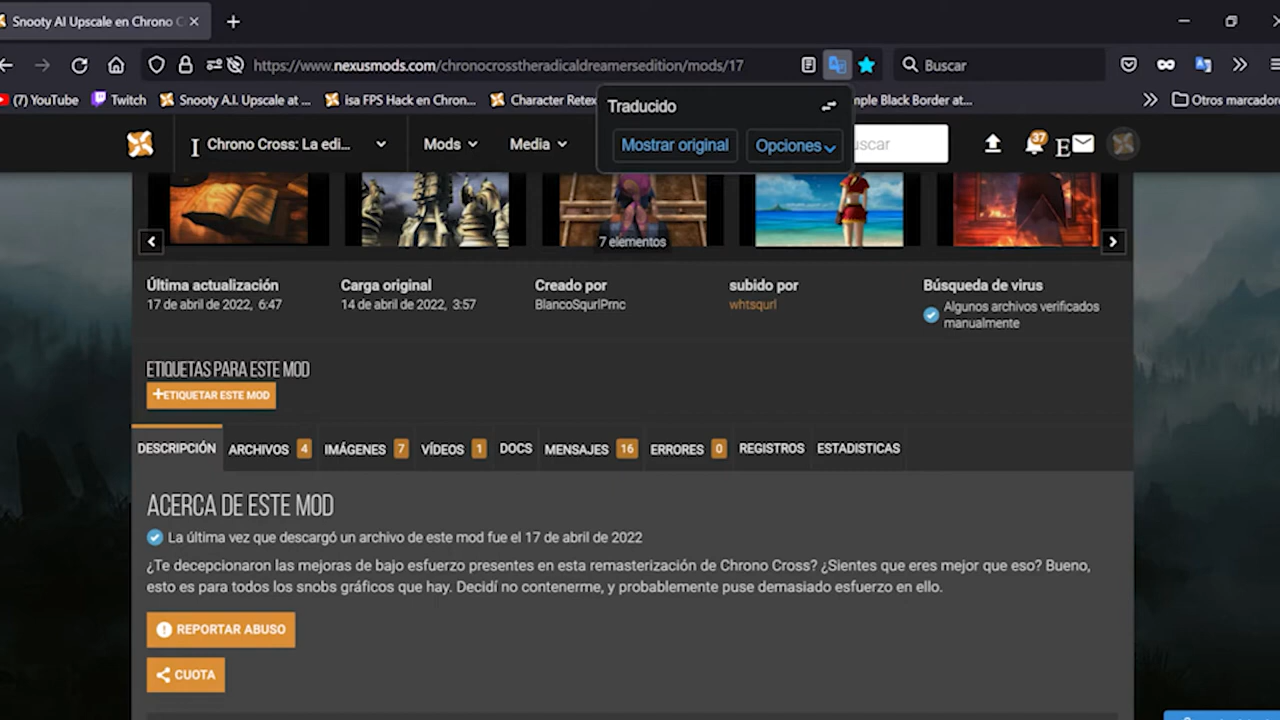 Snooty AI Upscale en Chrono C
https://www.nexusmods.com/chronocrosstheradicaldreamersedition/mods/17
Buscar
(7) YouTube
Twitch
Snooty A.I. Upscale at ...
isa FPS Hack en Chron...
Character Retex
mple Black Border at...
Otros marcador
Traducido
Mostrar original
Opciones
Chrono Cross: La edi...
Mods
Media
uscar
37
E
7 elementos
Última actualización
17 de abril de 2022, 6:47
Carga original
14 de abril de 2022, 3:57
Creado por
BlancoSqurlPrnc
subido por
whtsqurl
Búsqueda de virus
Algunos archivos verificados
manualmente
ETIQUETAS PARA ESTE MOD
+ETIQUETAR ESTE MOD
DESCRIPCIÓN ARCHIVOS 4 IMÁGENES 7 VÍDEOS 1 DOCS MENSAJES 16 ERRORES 0 REGISTROS ESTADISTICAS
ACERCA DE ESTE MOD
La última vez que descargó un archivo de este mod fue el 17 de abril de 2022
¿Te decepcionaron las mejoras de bajo esfuerzo presentes en esta remasterización de Chrono Cross? ¿Sientes que eres mejor que eso? Bueno,
esto es para todos los snobs gráficos que hay. Decidí no contenerme, y probablemente puse demasiado esfuerzo en ello.
REPORTAR ABUSO
CUOTA